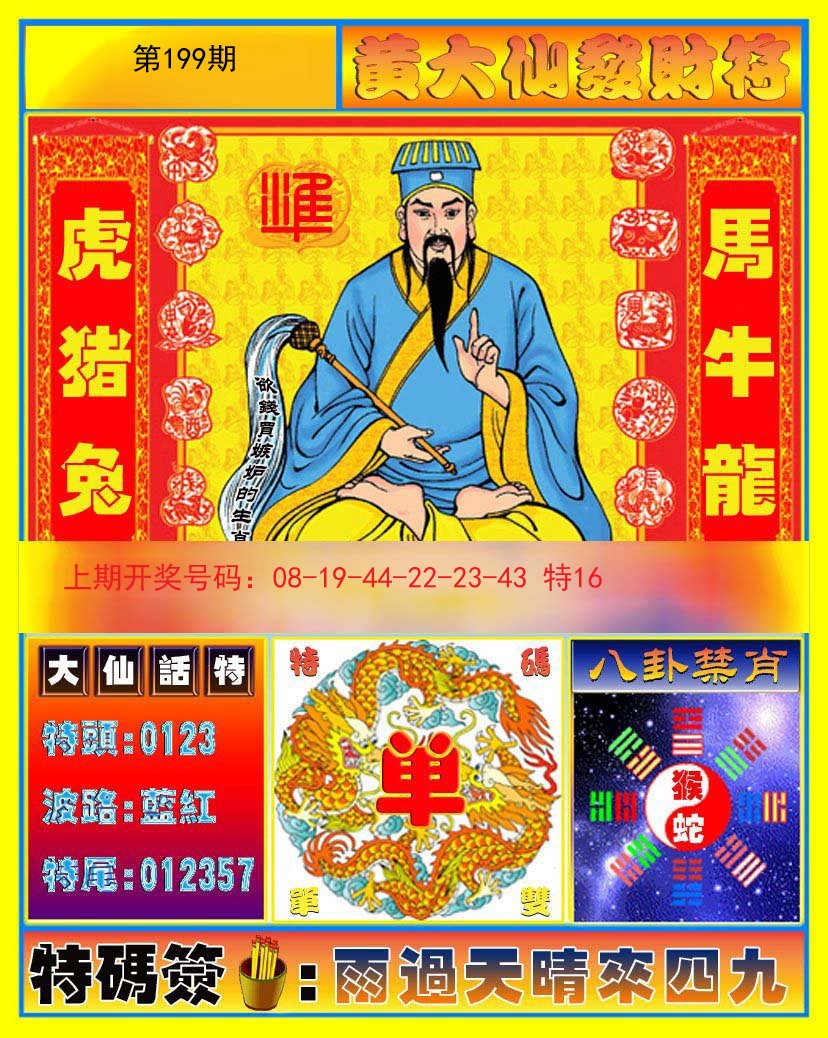 第199期
黄大仙發財符
虎猪兔
馬牛龍
欲錢買嫉妒的生肖
上期开奖号码：08-19-44-22-23-43 特16
大仙話特
特頭:0123
波路:藍紅
特尾:012357
特碼
单
單雙
八卦禁肖
猴
蛇
特碼簽:雨過天晴來四九